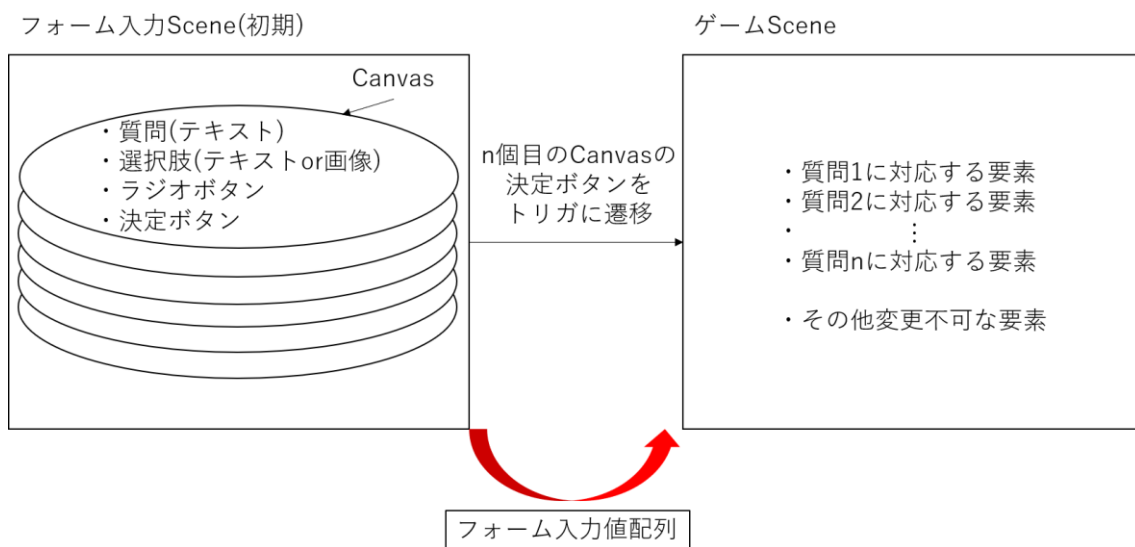 フォーム入力Scene(初期)
ゲームScene
Canvas
・質問(テキスト)
・選択肢(テキストor画像)
・ラジオボタン
・決定ボタン
n個目のCanvasの
決定ボタンを
トリガに遷移
・質問1に対応する要素
・質問2に対応する要素
・ ⋮
・質問nに対応する要素
・その他変更不可な要素
フォーム入力値配列